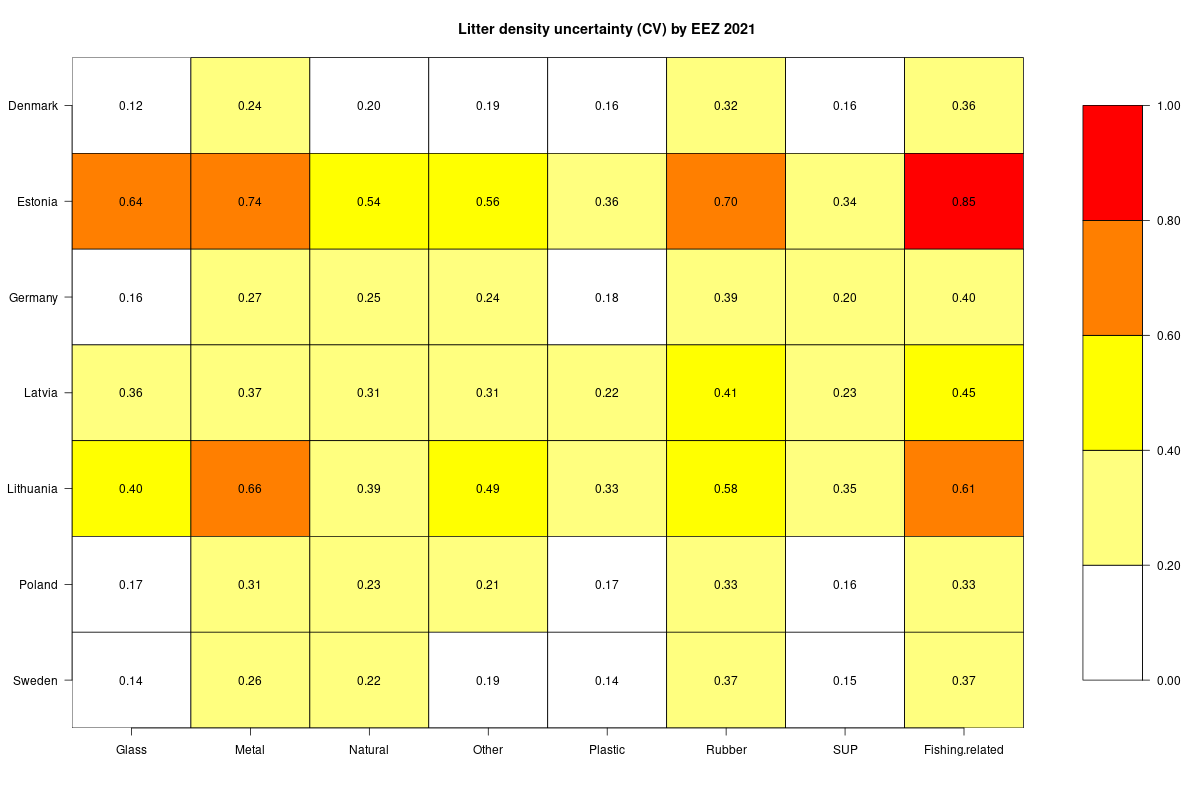 Litter density uncertainty (CV) by EEZ 2021
Denmark 0.12 0.24 0.20 0.19 0.16 0.32 0.16 0.36
Estonia 0.64 0.74 0.54 0.56 0.36 0.70 0.34 0.85
Germany 0.16 0.27 0.25 0.24 0.18 0.39 0.20 0.40
Latvia 0.36 0.37 0.31 0.31 0.22 0.41 0.23 0.45
Lithuania 0.40 0.66 0.39 0.49 0.33 0.58 0.35 0.61
Poland 0.17 0.31 0.23 0.21 0.17 0.33 0.16 0.33
Sweden 0.14 0.26 0.22 0.19 0.14 0.37 0.15 0.37
Glass Metal Natural Other Plastic Rubber SUP Fishing.related
1.00
0.80
0.60
0.40
0.20
0.00